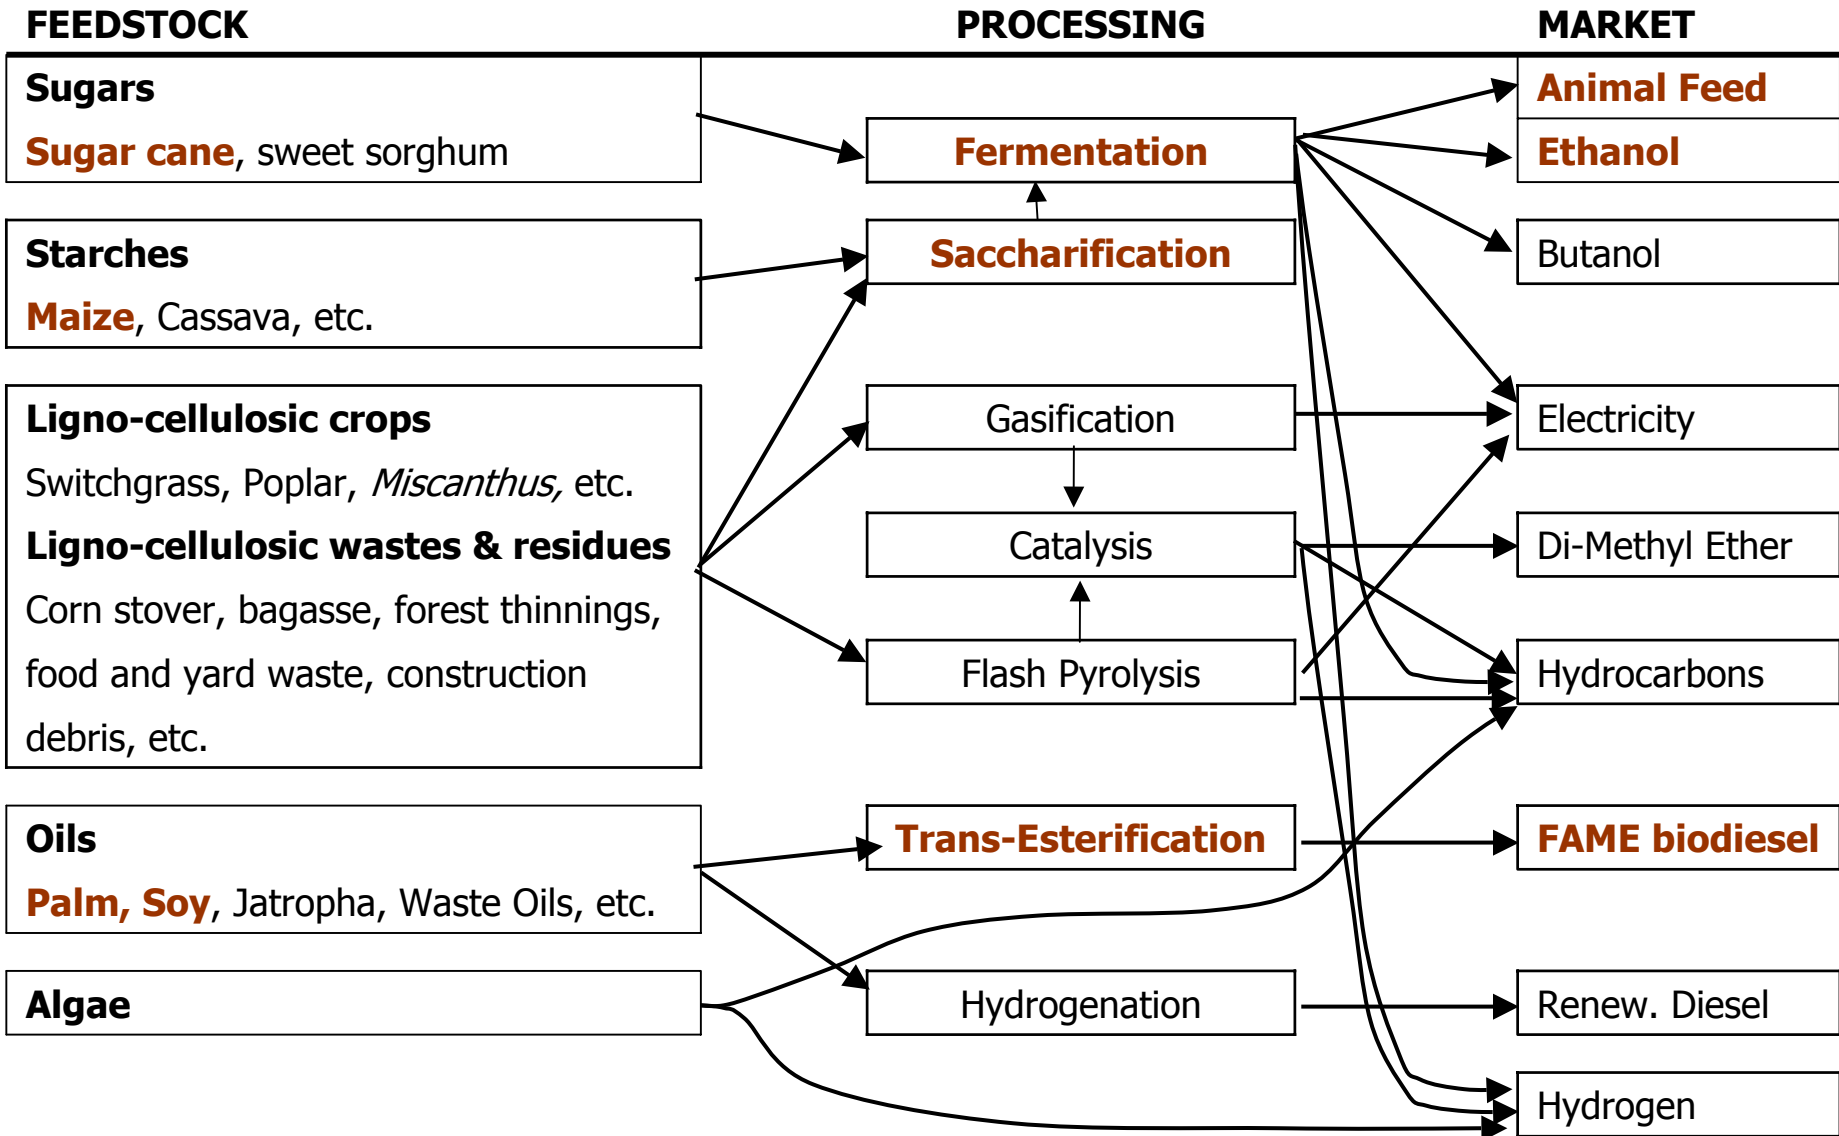 FEEDSTOCK
PROCESSING
MARKET
Sugars
Sugar cane, sweet sorghum
Starches
Maize, Cassava, etc.
Ligno-cellulosic crops
Switchgrass, Poplar, Miscanthus, etc.
Ligno-cellulosic wastes & residues
Corn stover, bagasse, forest thinnings,
food and yard waste, construction
debris, etc.
Oils
Palm, Soy, Jatropha, Waste Oils, etc.
Algae
Fermentation
Saccharification
Gasification
Catalysis
Flash Pyrolysis
Trans-Esterification
Hydrogenation
Animal Feed
Ethanol
Butanol
Electricity
Di-Methyl Ether
Hydrocarbons
FAME biodiesel
Renew. Diesel
Hydrogen